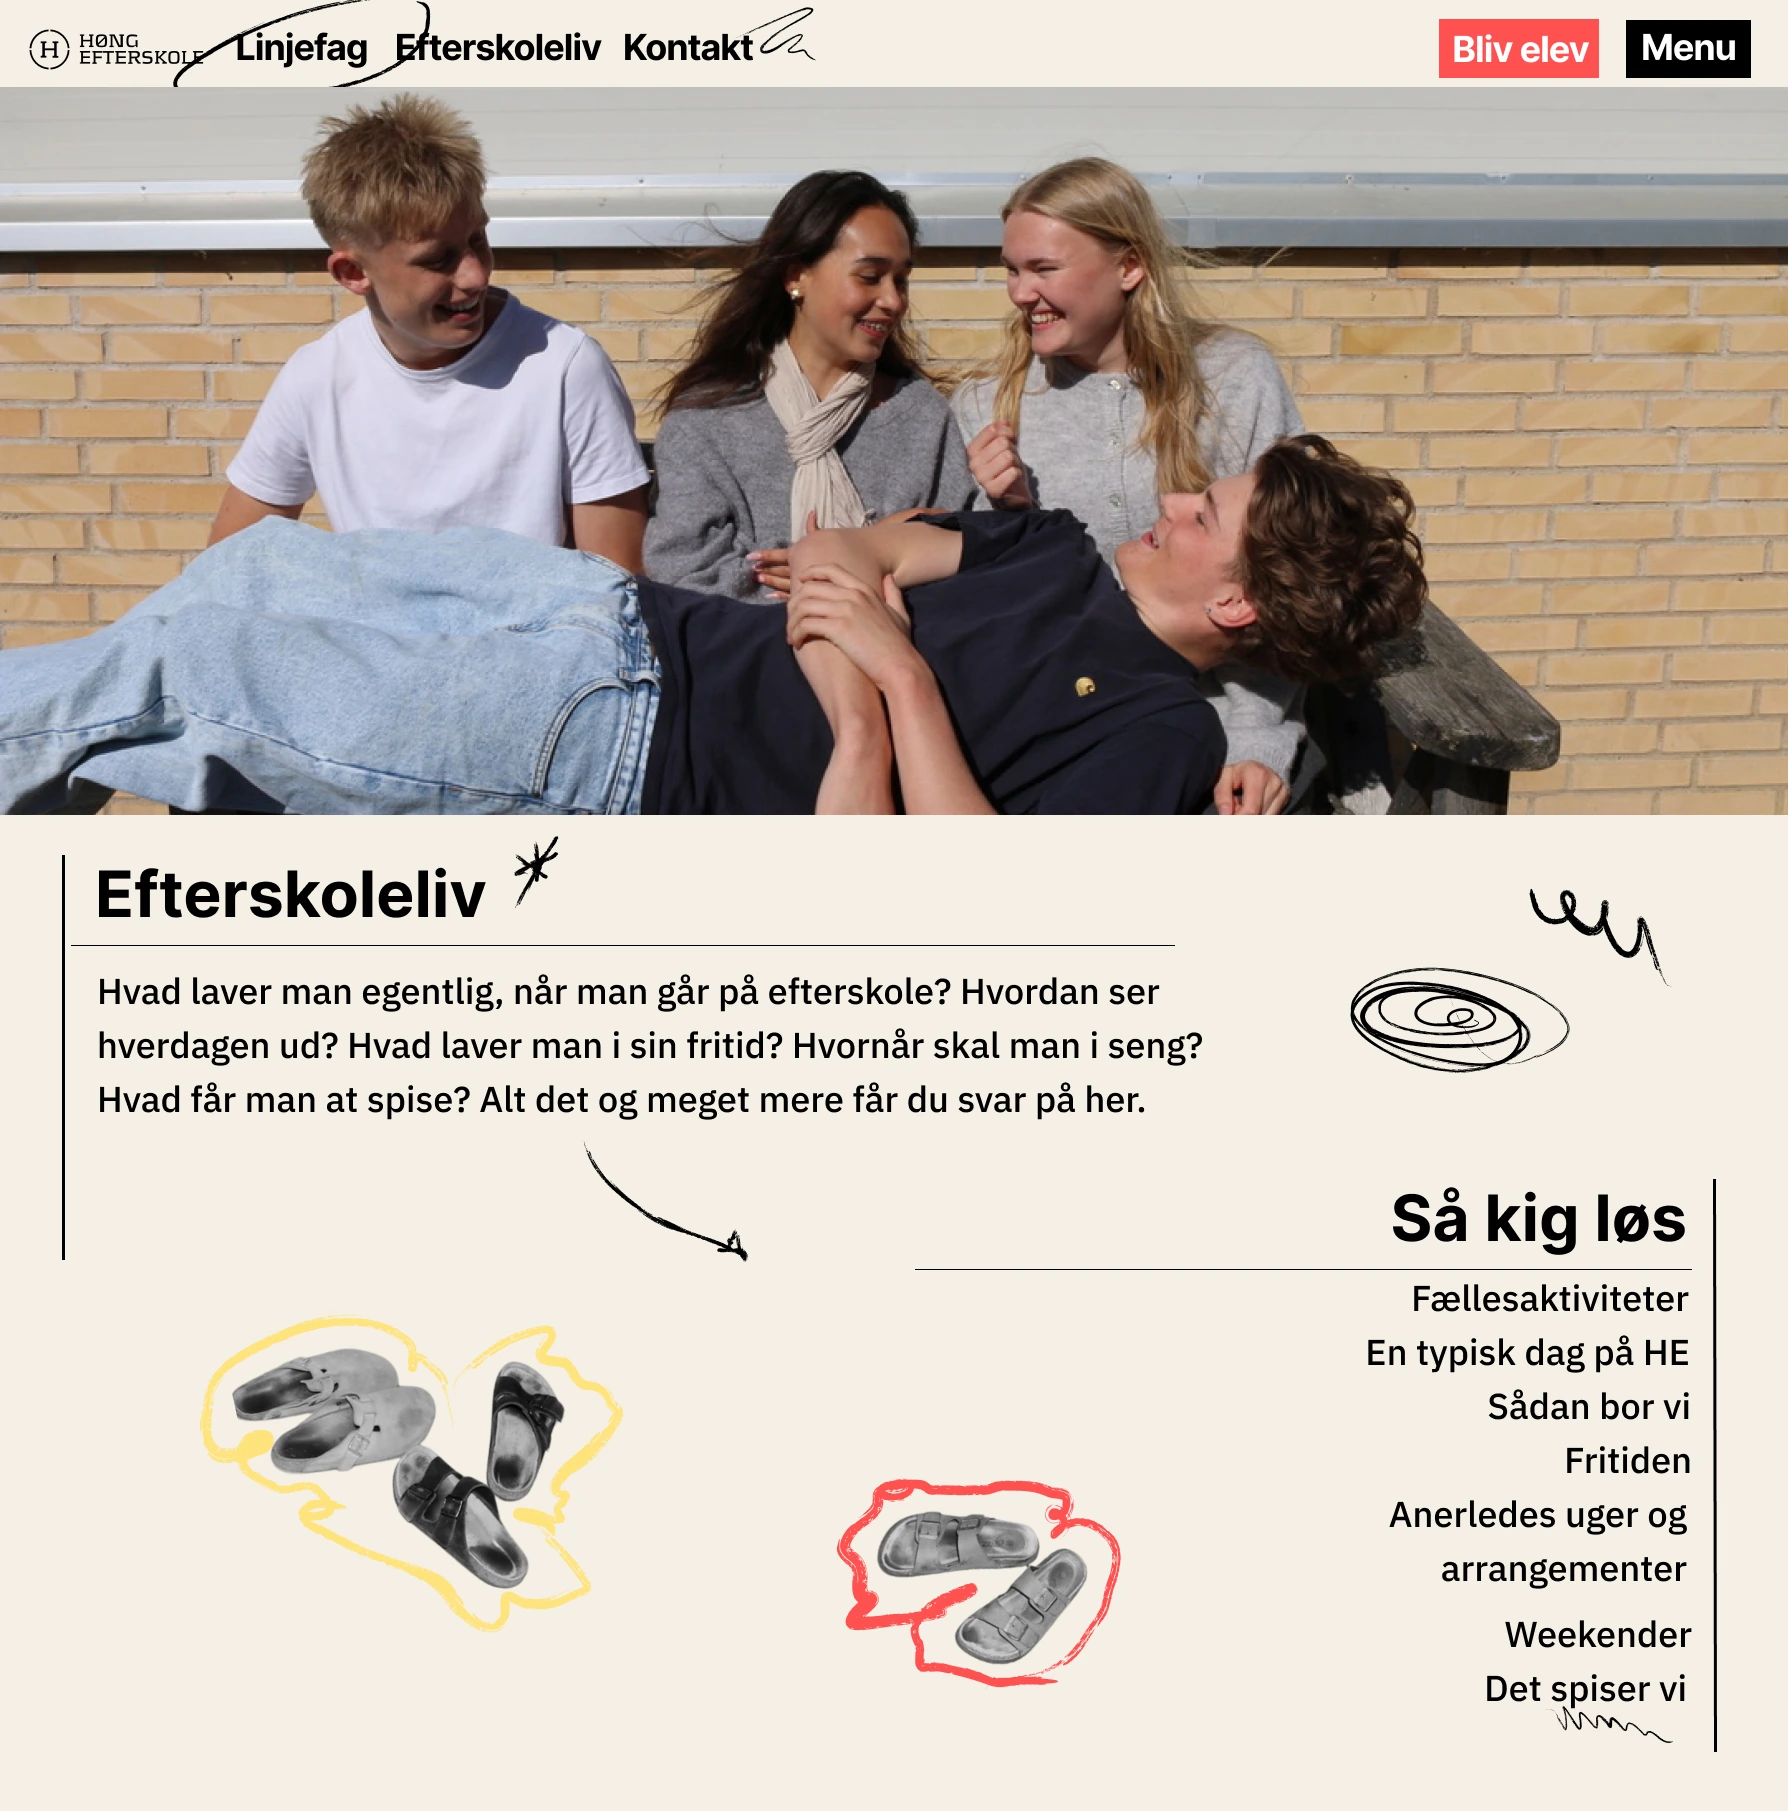 HØNG
EFTERSKOLE
Linjefag
Efterskoleliv
Kontakt
Bliv elev
Menu
Efterskoleliv
Hvad laver man egentlig, når man går på efterskole? Hvordan ser
hverdagen ud? Hvad laver man i sin fritid? Hvornår skal man i seng?
Hvad får man at spise? Alt det og meget mere får du svar på her.
Så kig løs
Fællesaktiviteter
En typisk dag på HE
Sådan bor vi
Fritiden
Anerledes uger og
arrangementer
Weekender
Det spiser vi